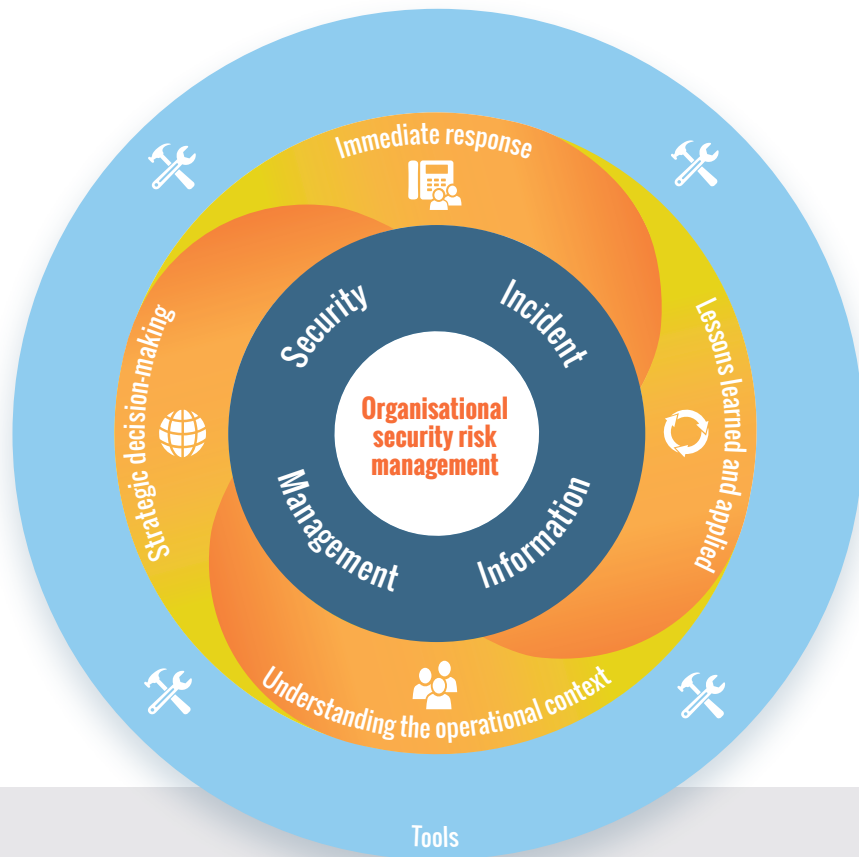 Immediate response
Security
Incident
Lessons learned and applied
Strategic decision-making
Organisational
security risk
management
Management
Information
Understanding the operational context
Tools